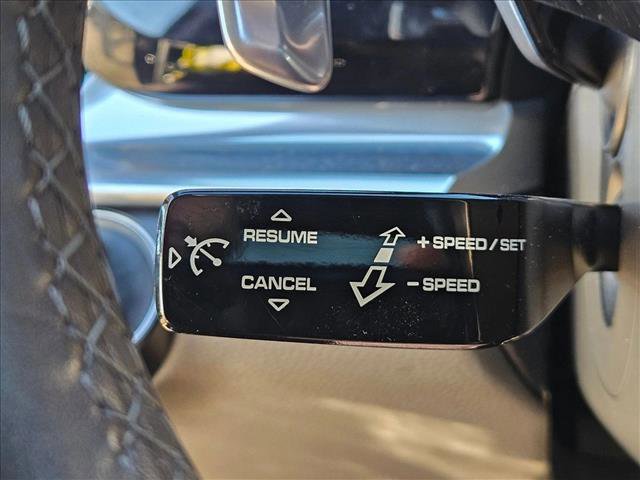 RESUME
+ SPEED / SET
CANCEL
- SPEED